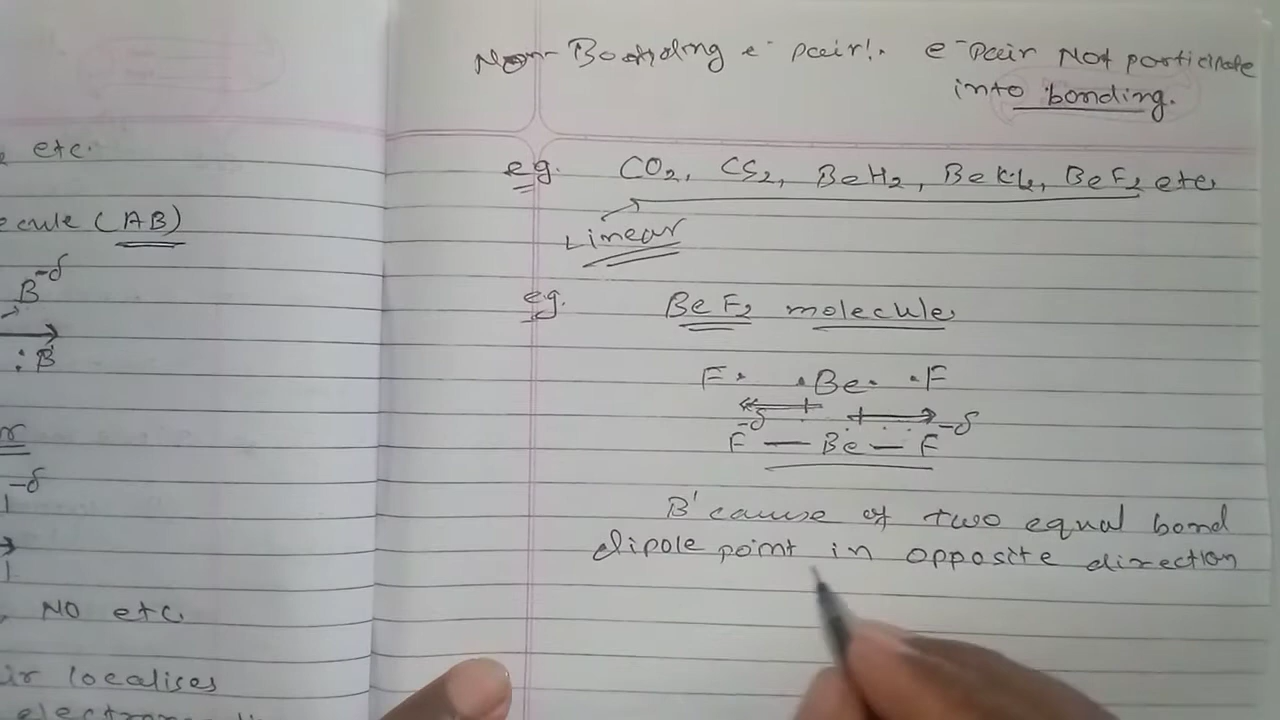 etc.
ecule (AB)
B-δ
:B
-δ
NO etc.
ir localises
Non-Bonding e- pair:. e- pair Not participate
into bonding.
eg. CO2, CS2, BeH2, BeCl2, BeF2 etc
Linear
eg. BeF2 molecule
F. .Be. .F
-δ -δ
F — Be — F
B'cause of two equal bond
dipole point in opposite direction